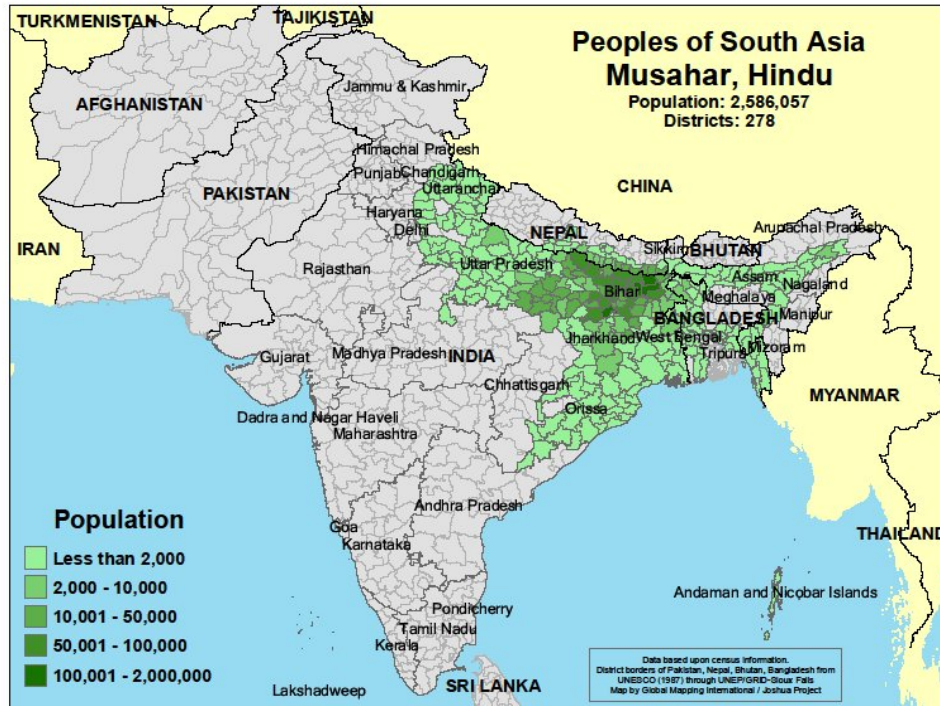 TURKMENISTAN
TAJIKISTAN
Peoples of South Asia
Musahar, Hindu
Population: 2,586,057
Districts: 278
Jammu & Kashmir
AFGHANISTAN
Himachal Pradesh
Punjab
Chandigarh
Uttaranchal
PAKISTAN
CHINA
Haryana
Delhi
IRAN
NEPAL
Sikkim
BHUTAN
Arupachal Pradesh
Rajasthan
Uttar Pradesh
Assam
Nagaland
Bihar
Meghalaya
Manipur
BANGLADESH
Jharkhand
West Bengal
Tripura
Mizoram
Gujarat
Madhya Pradesh
INDIA
Chhattisgarh
MYANMAR
Orissa
Dadra and Nagar Haveli
Maharashtra
Andhra Pradesh
Population
Goa
Karnataka
THAILAND
Less than 2,000
2,000 - 10,000
10,001 - 50,000
50,001 - 100,000
100,001 - 2,000,000
Andaman and Nicobar Islands
Pondicherry
Tamil Nadu
Kerala
Lakshadweep
SRI LANKA
Data based upon census information.
District borders of Pakistan, Nepal, Bhutan, Bangladesh from
UNESCO (1987) through UNEP/GRID-Sioux Falls
Map by Global Mapping International / Joshua Project